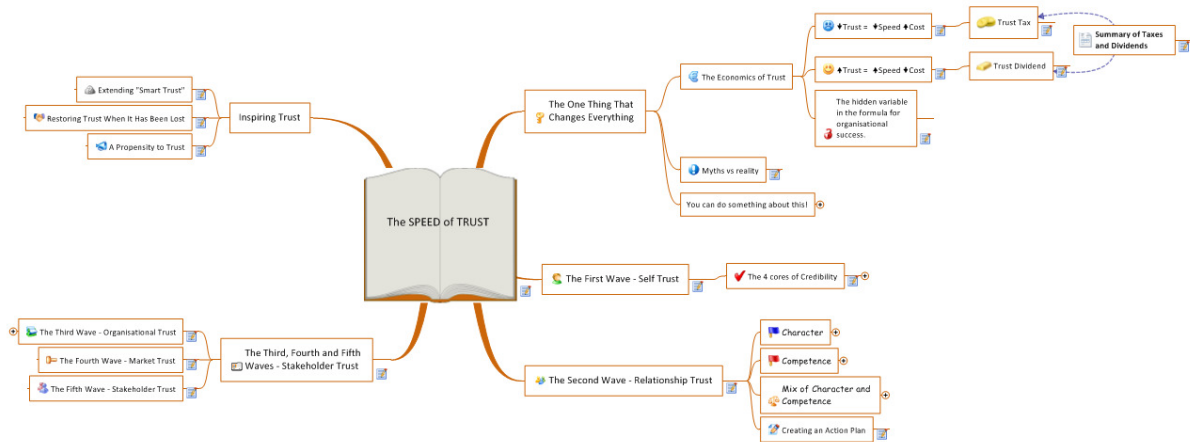 The SPEED of TRUST
The One Thing That
Changes Everything
The Economics of Trust
🠟Trust = 🠟Speed 🠝Cost
Trust Tax
Summary of Taxes
and Dividends
🠝Trust = 🠝Speed 🠟Cost
Trust Dividend
The hidden variable
in the formula for
organisational
success.
Myths vs reality
You can do something about this!
The First Wave - Self Trust
The 4 cores of Credibility
The Second Wave - Relationship Trust
Character
Competence
Mix of Character and
Competence
Creating an Action Plan
The Third, Fourth and Fifth
Waves - Stakeholder Trust
The Third Wave - Organisational Trust
The Fourth Wave - Market Trust
The Fifth Wave - Stakeholder Trust
Inspiring Trust
Extending "Smart Trust"
Restoring Trust When It Has Been Lost
A Propensity to Trust